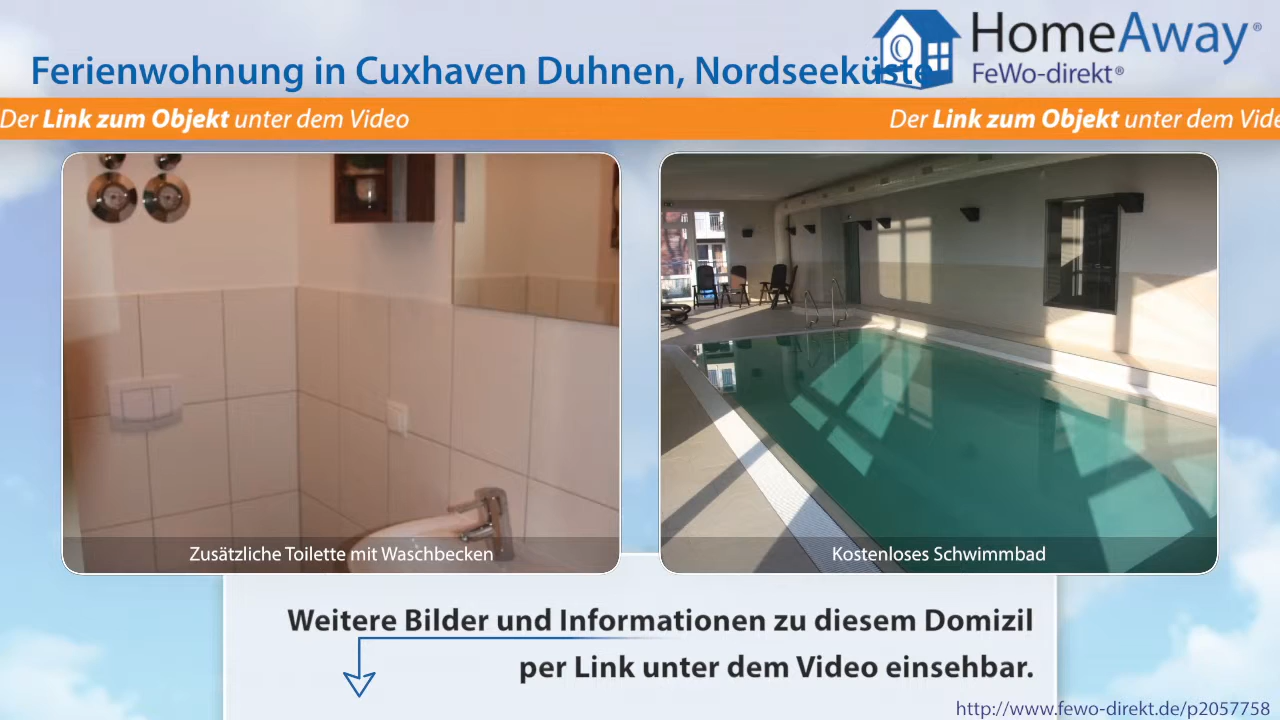 HomeAway®
FeWo-direkt®
Ferienwohnung in Cuxhaven Duhnen, Nordseeküste
Der Link zum Objekt unter dem Video Der Link zum Objekt unter dem Vide
Zusätzliche Toilette mit Waschbecken
Kostenloses Schwimmbad
Weitere Bilder und Informationen zu diesem Domizil
per Link unter dem Video einsehbar.
http://www.fewo-direkt.de/p2057758